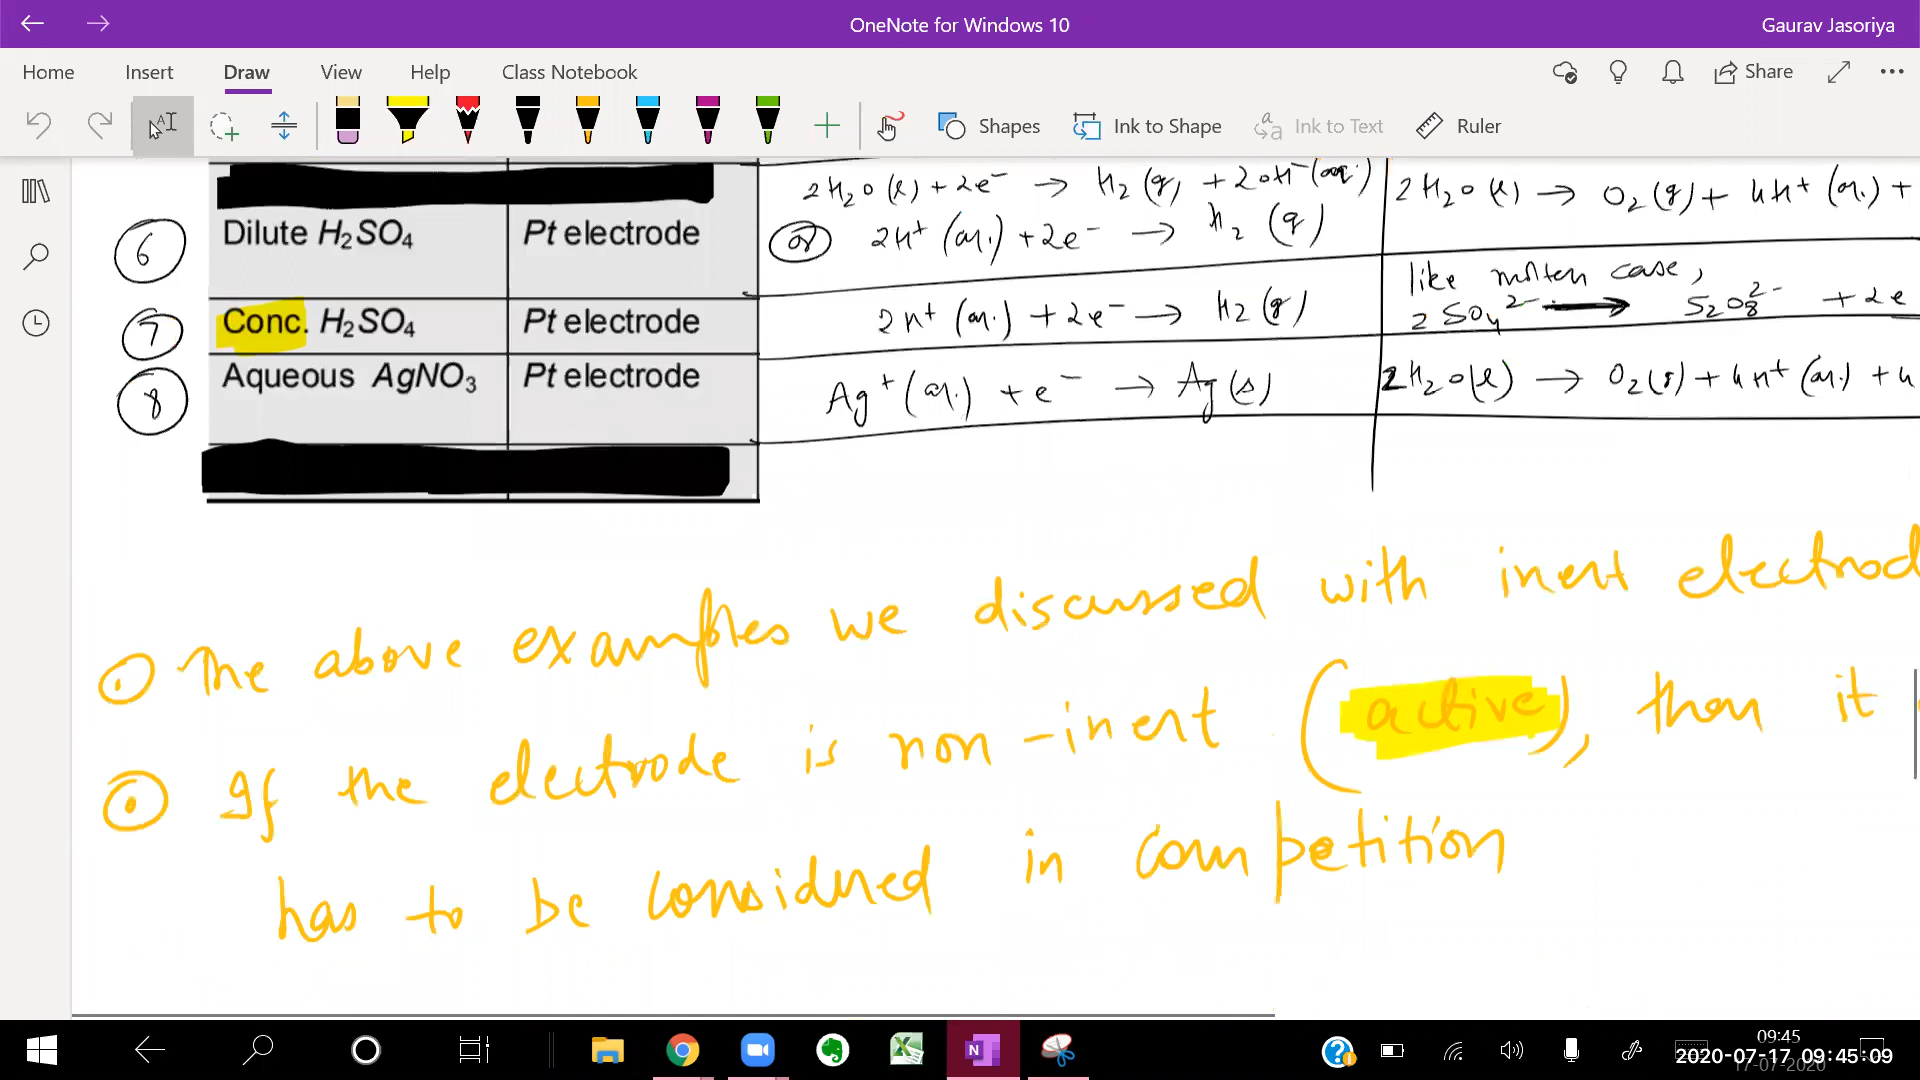 OneNote for Windows 10
Gaurav Jasoriya
Home Insert Draw View Help Class Notebook Share
Shapes Ink to Shape Ink to Text Ruler
2H₂O (l) + 2e⁻ → H₂ (g) + 2OH⁻ (aq.) 2H₂O (l) → O₂ (g) + 4H⁺ (aq.) +
6 Dilute H₂SO₄ Pt electrode or 2H⁺ (aq.) + 2e⁻ → H₂ (g)
like molten case,
7 Conc. H₂SO₄ Pt electrode 2H⁺ (aq.) + 2e⁻ → H₂ (g) 2SO₄²⁻ → S₂O₈²⁻ + 2e
8 Aqueous AgNO₃ Pt electrode Ag⁺ (aq.) + e⁻ → Ag (s) 2H₂O (l) → O₂ (g) + 4H⁺ (aq.) + 4
The above examples we discussed with inert electrod
If the electrode is non-inert (active), then it
has to be considered in competition
09:45
2020-07-17 09:45:09
17-07-2020